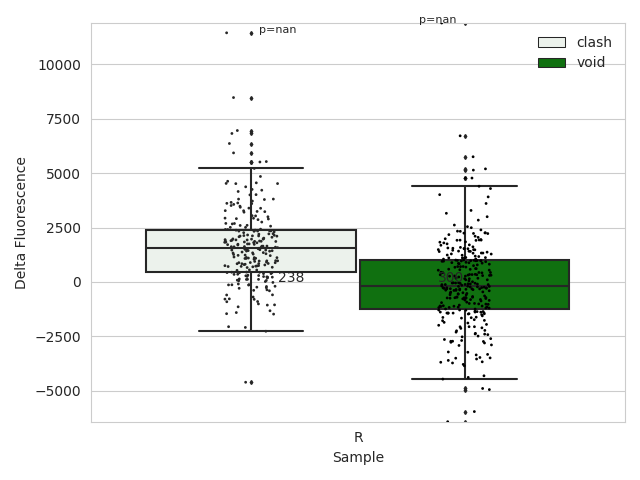 p=nan
p=nan
clash
void
10000
7500
5000
2500
0
−2500
−5000
238
Delta Fluorescence
R
Sample